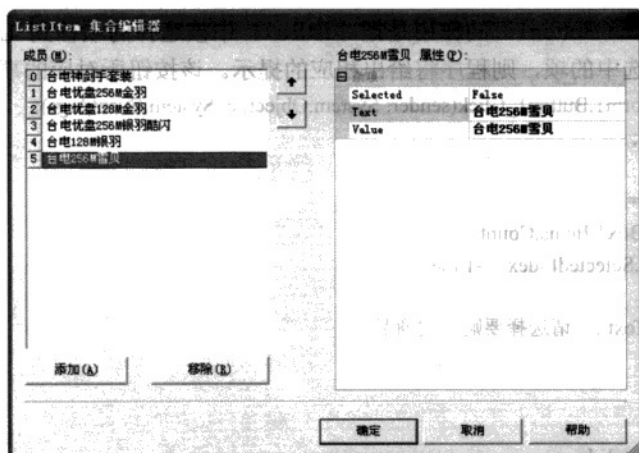 ListItem 集合编辑器
成员(M):
0 台电神剑手套装
1 台电优盘256M金羽
2 台电优盘128M金羽
3 台电优盘256M银羽酷闪
4 台电128M银羽
5 台电256M雪贝
添加(A)
移除(R)
台电256M雪贝 属性(P):
Selected False
Text 台电256M雪贝
Value 台电256M雪贝
确定
取消
帮助